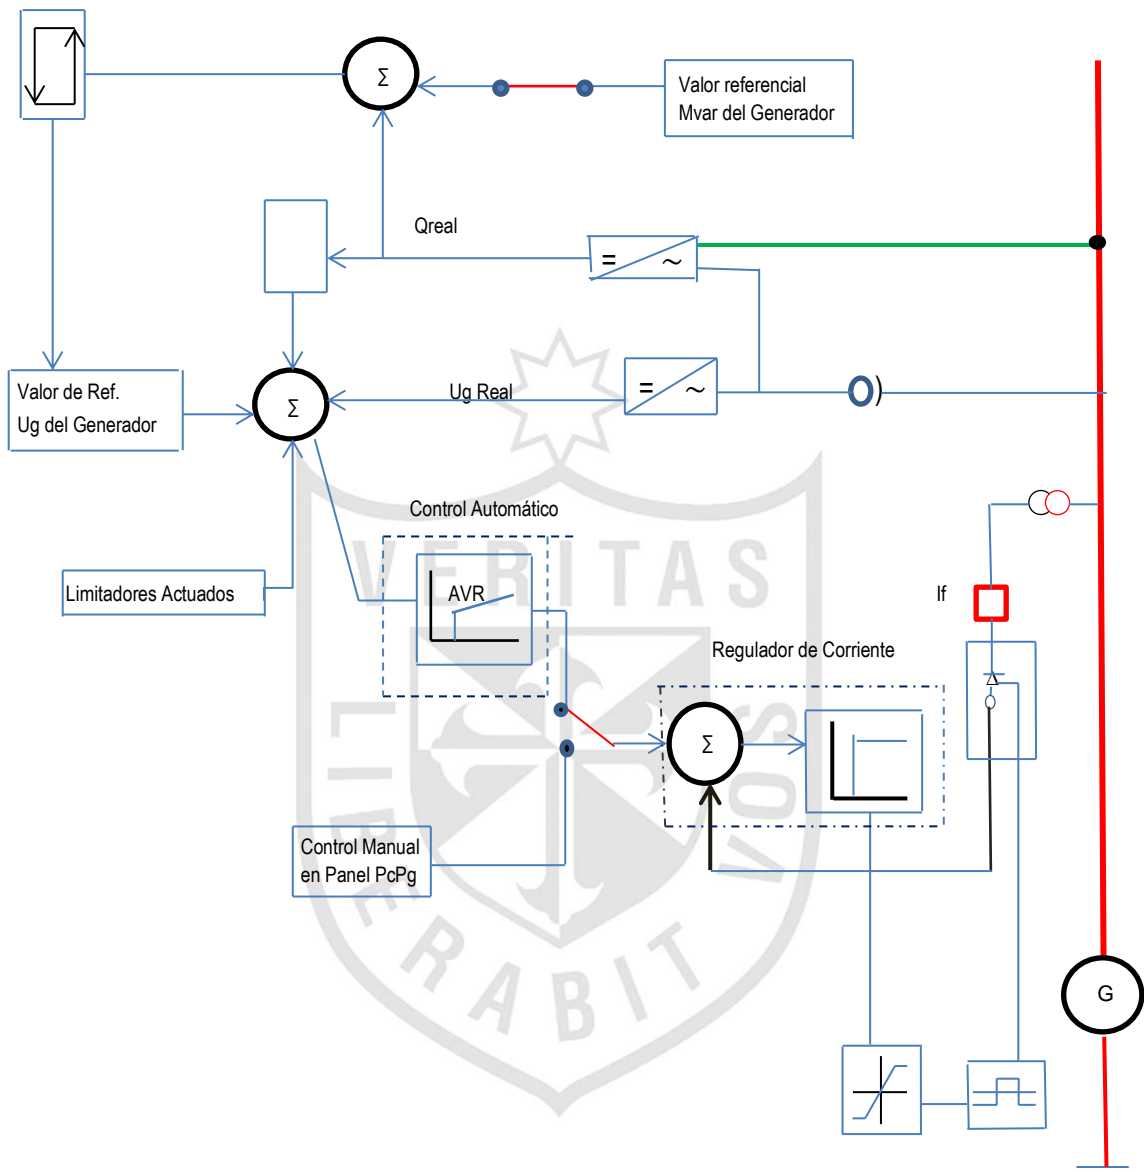 Σ
Valor referencial
Mvar del Generador
Qreal
= ~
Valor de Ref.
Ug del Generador
Σ
Ug Real
= ~
)
Control Automático
VERITAS
Limitadores Actuados
AVR
If
Regulador de Corriente
Σ
Control Manual
en Panel PcPg
LIBERABIT VOS
G